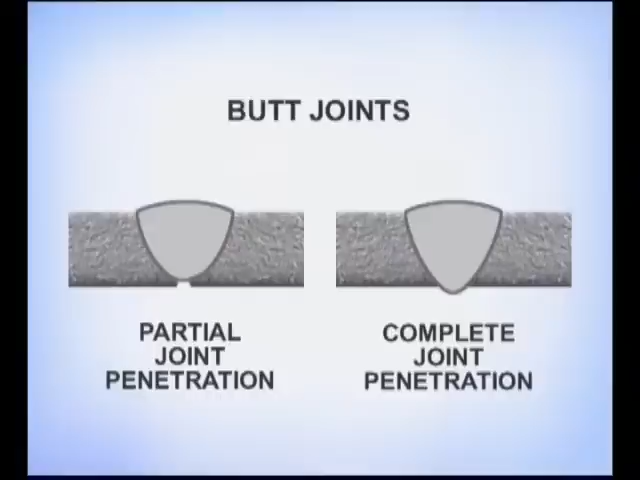 BUTT JOINTS
PARTIAL
JOINT
PENETRATION
COMPLETE
JOINT
PENETRATION